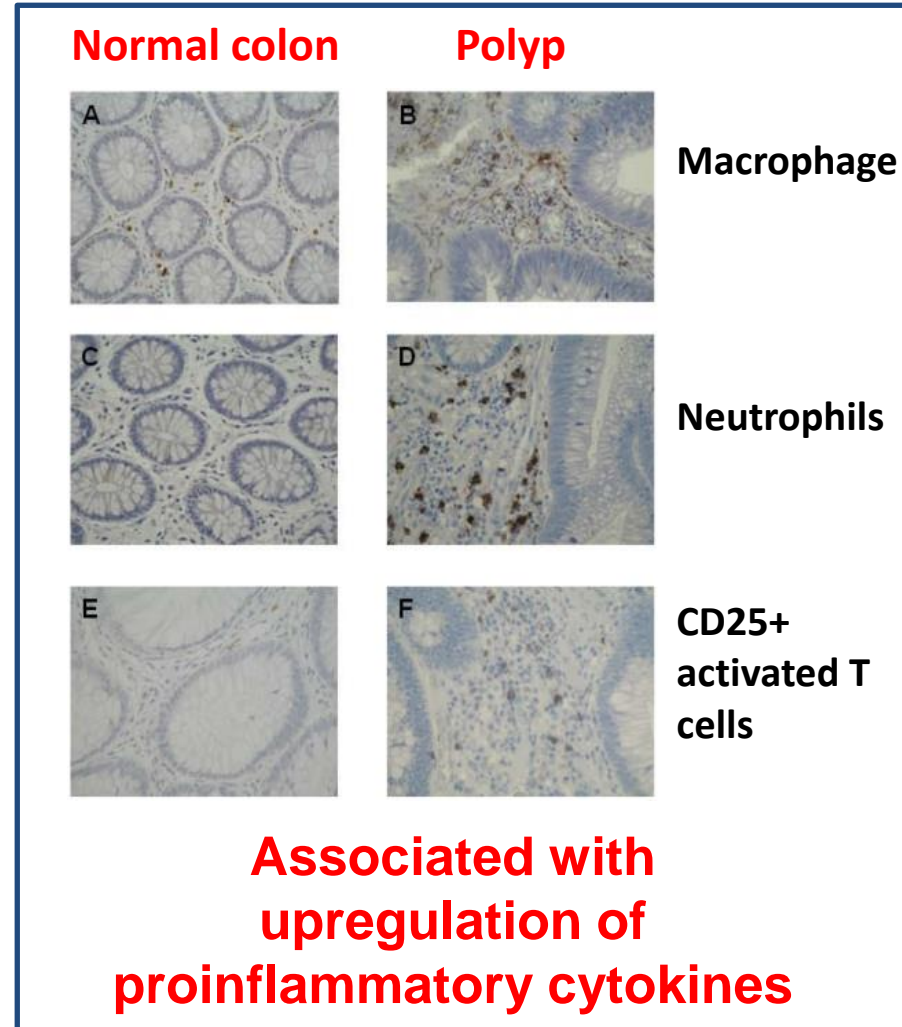 Normal colon Polyp
A B
Macrophage
C D
Neutrophils
E F
CD25+
activated T
cells
Associated with
upregulation of
proinflammatory cytokines